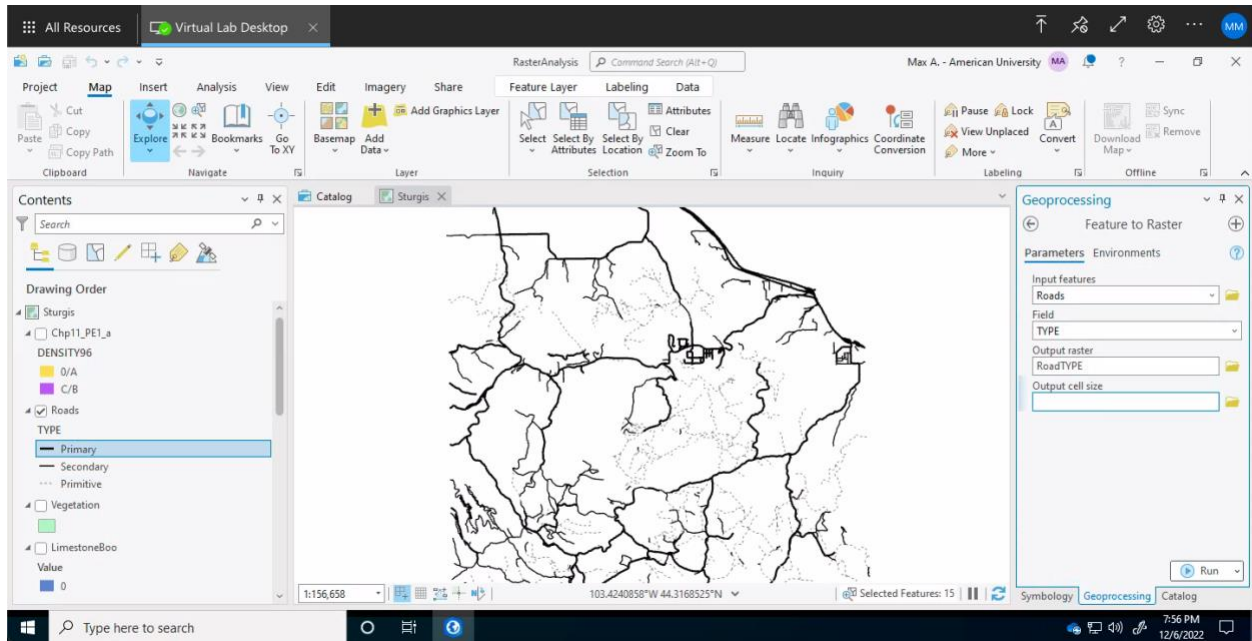 All Resources
Virtual Lab Desktop
MM
RasterAnalysis
Command Search (Alt+Q)
Max A. - American University
MA
?
Project Map Insert Analysis View Edit Imagery Share Feature Layer Labeling Data
Paste
Cut
Copy
Copy Path
Clipboard
Explore
Bookmarks
Go To XY
Navigate
Basemap
Add Data
Add Graphics Layer
Layer
Select
Select By Attributes
Select By Location
Attributes
Clear
Zoom To
Selection
Measure
Locate
Infographics
Coordinate Conversion
Inquiry
Pause
Lock
View Unplaced
More
Convert
Labeling
Download Map
Sync
Remove
Offline
Contents
Search
Drawing Order
Sturgis
Chp11_PE1_a
DENSITY96
0/A
C/B
Roads
TYPE
Primary
Secondary
Primitive
Vegetation
LimestoneBoo
Value
0
Catalog
Sturgis
1:156,658
103.4240858°W 44.3168525°N
Selected Features: 15
Geoprocessing
Feature to Raster
Parameters Environments
?
Input features
Roads
Field
TYPE
Output raster
RoadTYPE
Output cell size
Run
Symbology Geoprocessing Catalog
Type here to search
7:56 PM
12/6/2022